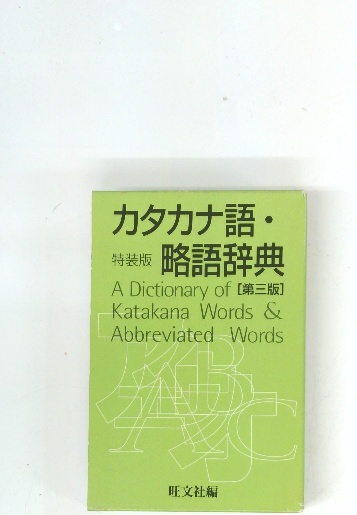 カタカナ語・
特装版 略語辞典
A Dictionary of [第三版]
Katakana Words &
Abbreviated Words
旺文社編